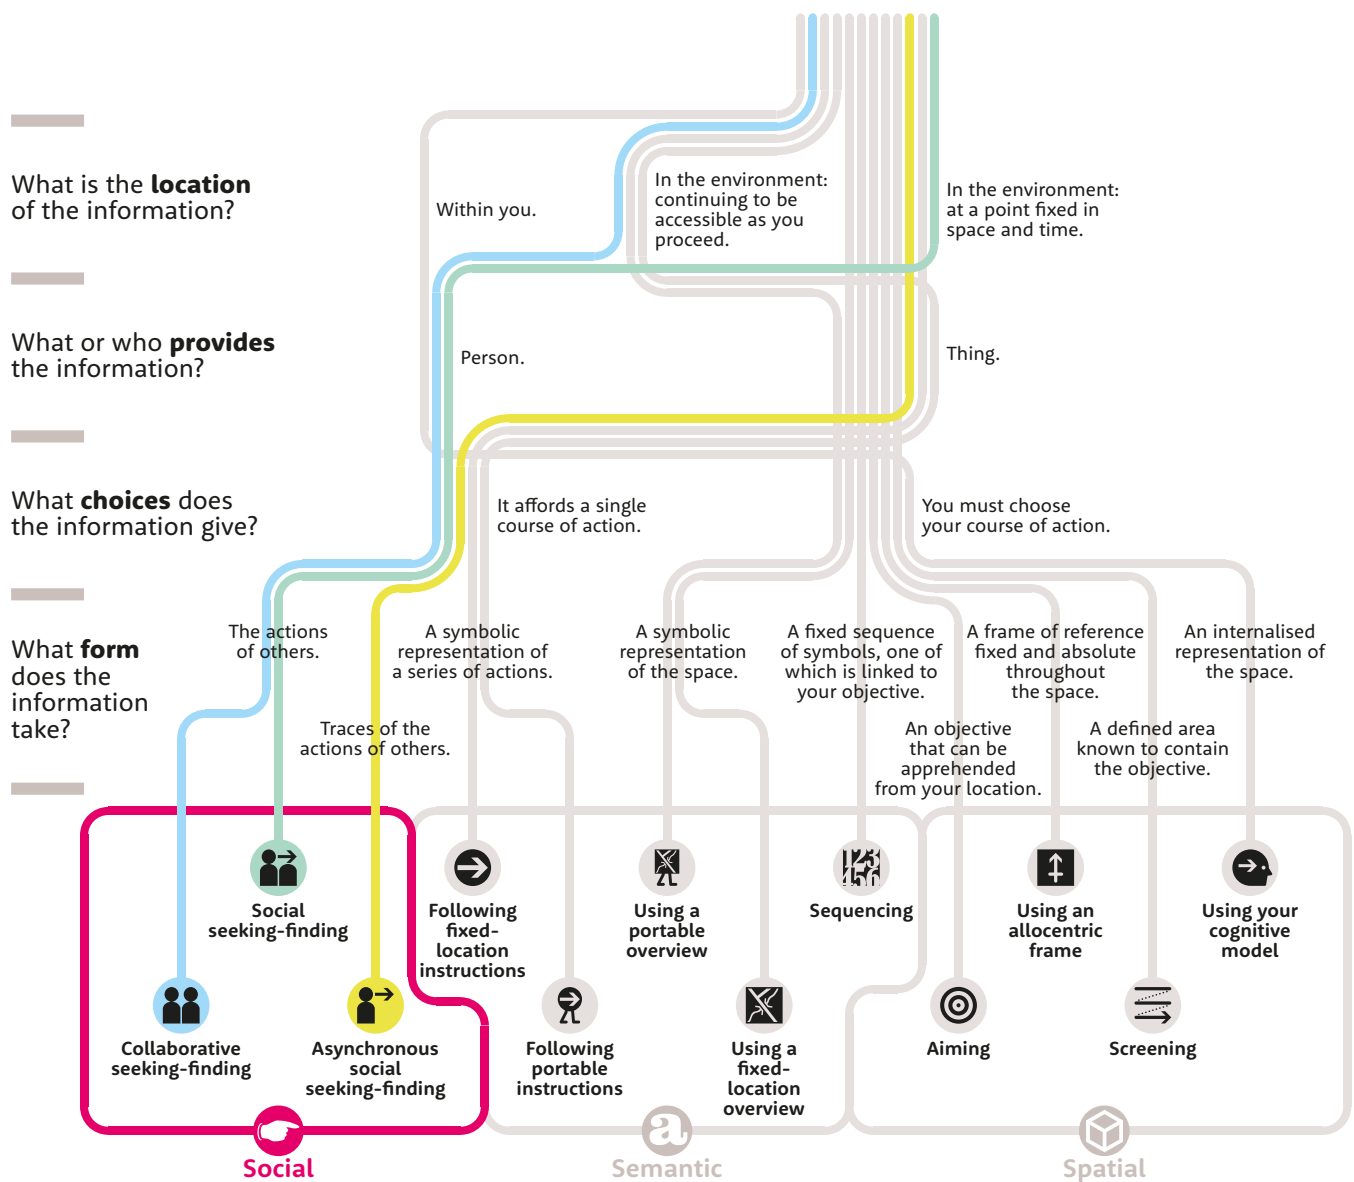 What is the location
of the information?
Within you.
In the environment:
continuing to be
accessible as you
proceed.
In the environment:
at a point fixed in
space and time.
What or who provides
the information?
Person.
Thing.
What choices does
the information give?
It affords a single
course of action.
You must choose
your course of action.
What form
does the
information
take?
The actions
of others.
Traces of the
actions of others.
A symbolic
representation of
a series of actions.
A symbolic
representation
of the space.
A fixed sequence
of symbols, one of
which is linked to
your objective.
An objective
that can be
apprehended
from your location.
A frame of reference
fixed and absolute
throughout
the space.
A defined area
known to contain
the objective.
An internalised
representation of
the space.
Social
seeking-finding
Following
fixed-
location
instructions
Using a
portable
overview
123
456
Sequencing
Using an
allocentric
frame
Using your
cognitive
model
Collaborative
seeking-finding
Asynchronous
social
seeking-finding
Following
portable
instructions
Using a
fixed-
location
overview
Aiming
Screening
a
Social
Semantic
Spatial